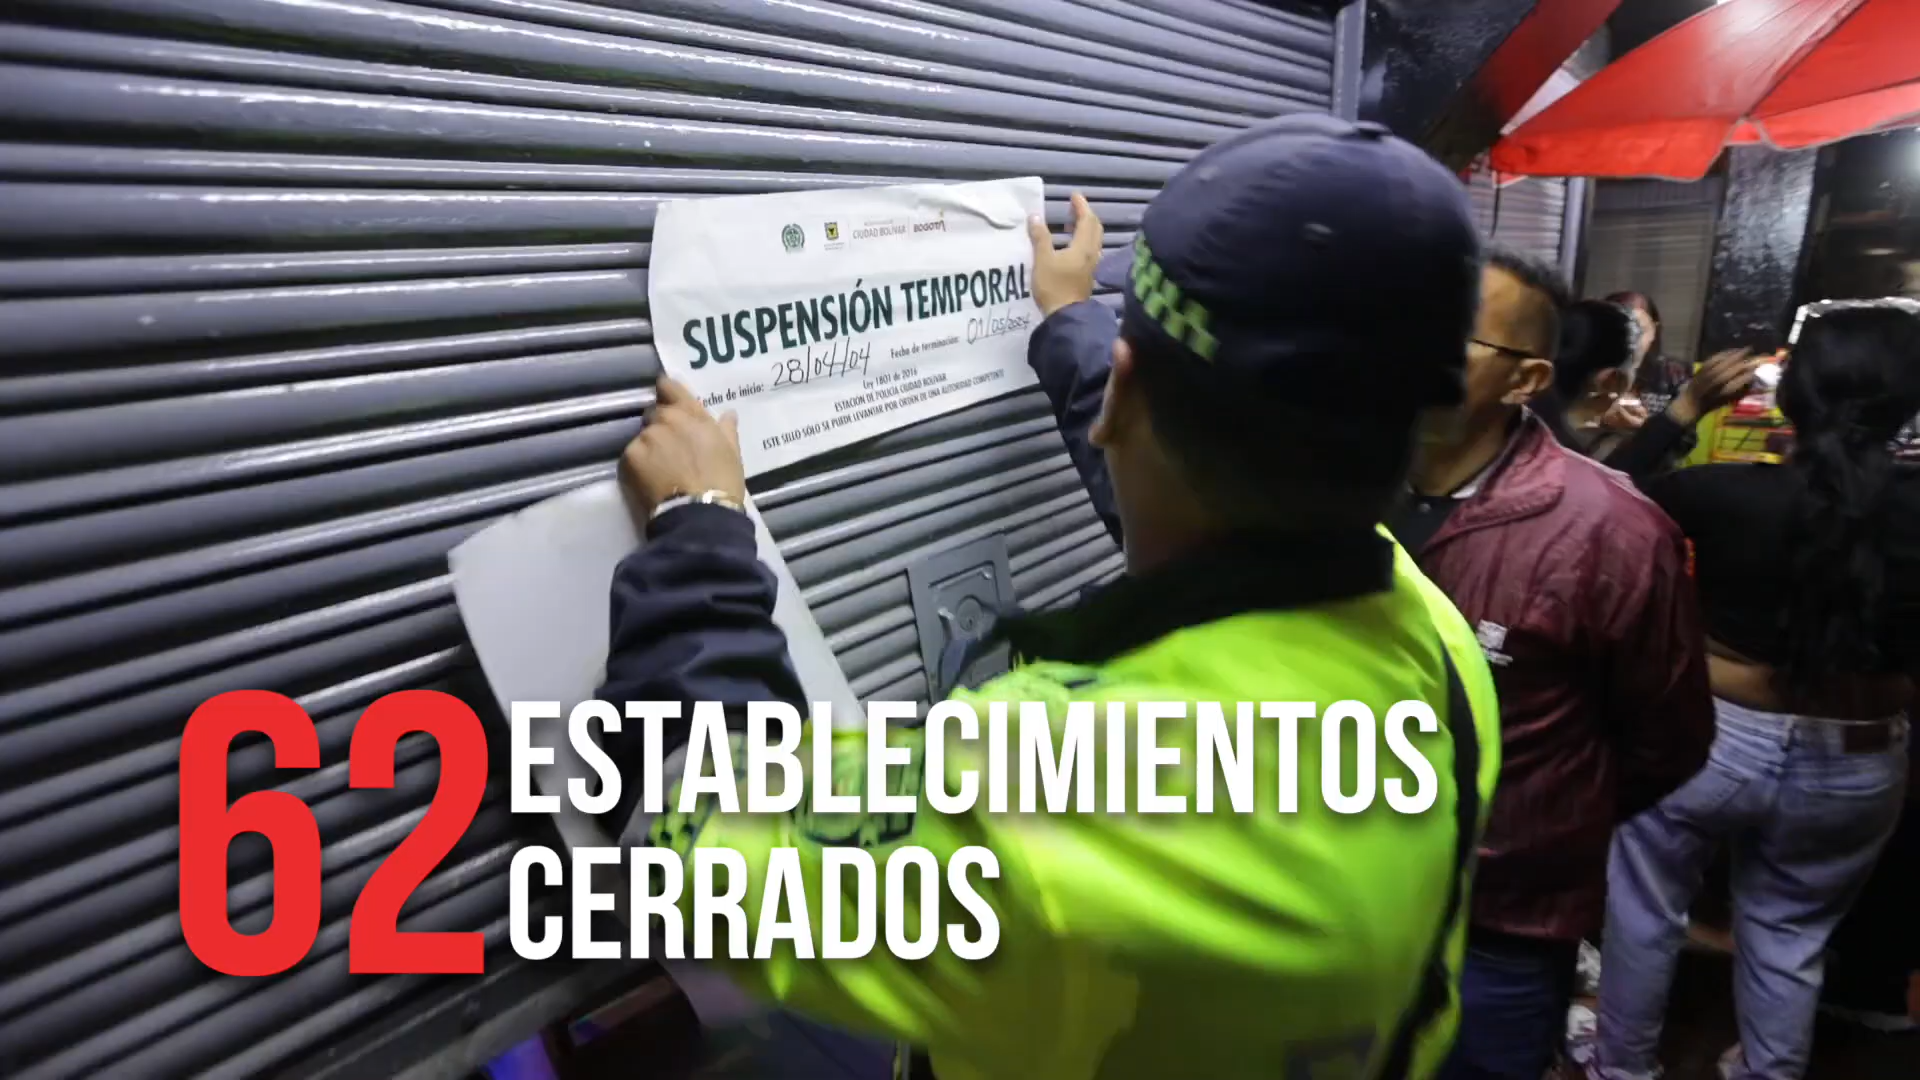 CIUDAD BOLÍVAR
BOGOTÁ
SUSPENSIÓN TEMPORAL
Fecha de inicio: 28/04/04 Fecha de terminación: 01/05/2024
Ley 1801 de 2016
ESTACIÓN DE POLICÍA CIUDAD BOLÍVAR
ESTE SELLO SÓLO SE PUEDE LEVANTAR POR ORDEN DE UNA AUTORIDAD COMPETENTE
62 ESTABLECIMIENTOS
CERRADOS